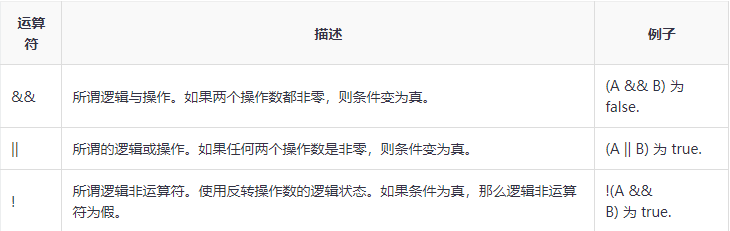 运算
符
描述
例子
&&
所谓逻辑与操作。如果两个操作数都非零，则条件变为真。
(A && B) 为
false.
||
所谓的逻辑或操作。如果任何两个操作数是非零，则条件变为真。
(A || B) 为 true.
!
所谓逻辑非运算符。使用反转操作数的逻辑状态。如果条件为真，那么逻辑非运算
符为假。
!(A &&
B) 为 true.